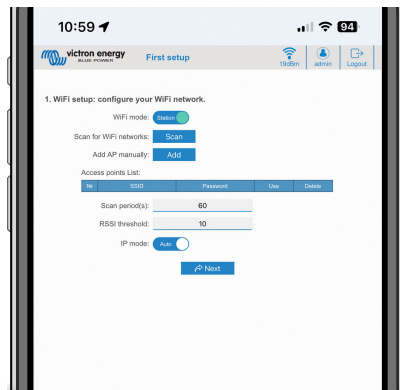 10:59
94
victron energy
BLUE POWER
First setup
19dBm
admin
Logout
1. WiFi setup: configure your WiFi network.
WiFi mode: Station
Scan for WiFi networks: Scan
Add AP manually: Add
Access points List:
№ SSID Password Use Delete
Scan period(s): 60
RSSI threshold: 10
IP mode: Auto
Next